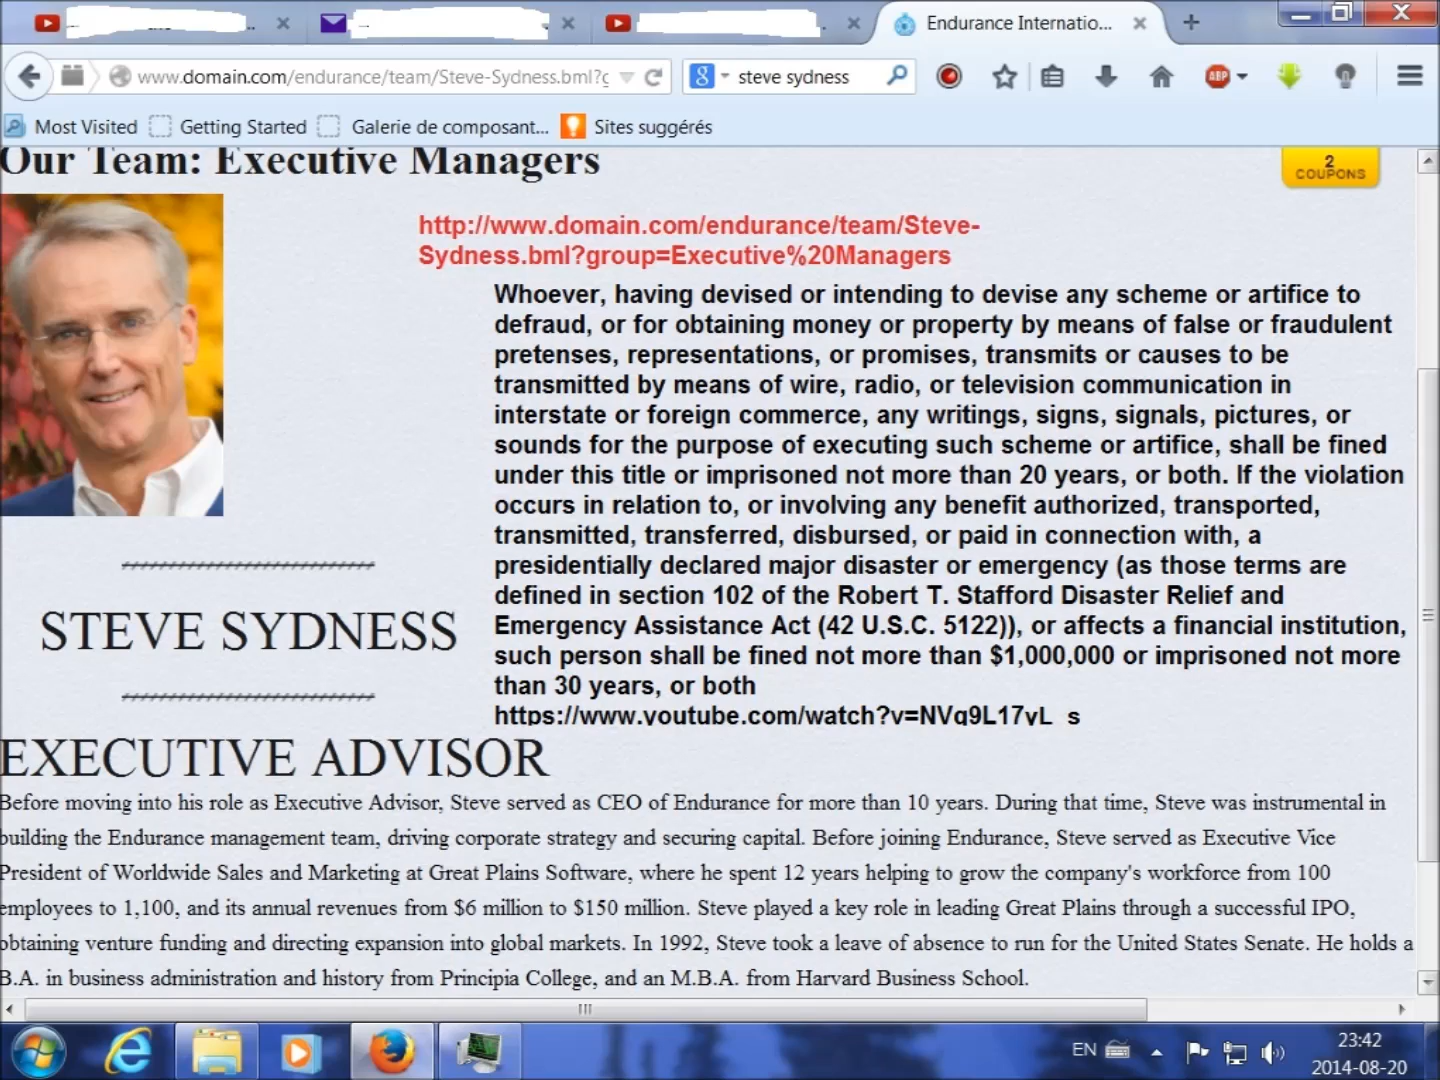 Endurance Internatio...
www.domain.com/endurance/team/Steve-Sydness.bml?g
steve sydness
ABP
Most Visited
Getting Started
Galerie de composant...
Sites suggérés
Our Team: Executive Managers
2
COUPONS
http://www.domain.com/endurance/team/Steve-
Sydness.bml?group=Executive%20Managers
Whoever, having devised or intending to devise any scheme or artifice to
defraud, or for obtaining money or property by means of false or fraudulent
pretenses, representations, or promises, transmits or causes to be
transmitted by means of wire, radio, or television communication in
interstate or foreign commerce, any writings, signs, signals, pictures, or
sounds for the purpose of executing such scheme or artifice, shall be fined
under this title or imprisoned not more than 20 years, or both. If the violation
occurs in relation to, or involving any benefit authorized, transported,
transmitted, transferred, disbursed, or paid in connection with, a
presidentially declared major disaster or emergency (as those terms are
defined in section 102 of the Robert T. Stafford Disaster Relief and
Emergency Assistance Act (42 U.S.C. 5122)), or affects a financial institution,
such person shall be fined not more than $1,000,000 or imprisoned not more
than 30 years, or both
STEVE SYDNESS
EXECUTIVE ADVISOR
Before moving into his role as Executive Advisor, Steve served as CEO of Endurance for more than 10 years. During that time, Steve was instrumental in
building the Endurance management team, driving corporate strategy and securing capital. Before joining Endurance, Steve served as Executive Vice
President of Worldwide Sales and Marketing at Great Plains Software, where he spent 12 years helping to grow the company's workforce from 100
employees to 1,100, and its annual revenues from $6 million to $150 million. Steve played a key role in leading Great Plains through a successful IPO,
obtaining venture funding and directing expansion into global markets. In 1992, Steve took a leave of absence to run for the United States Senate. He holds a
B.A. in business administration and history from Principia College, and an M.B.A. from Harvard Business School.
EN
23:42
2014-08-20